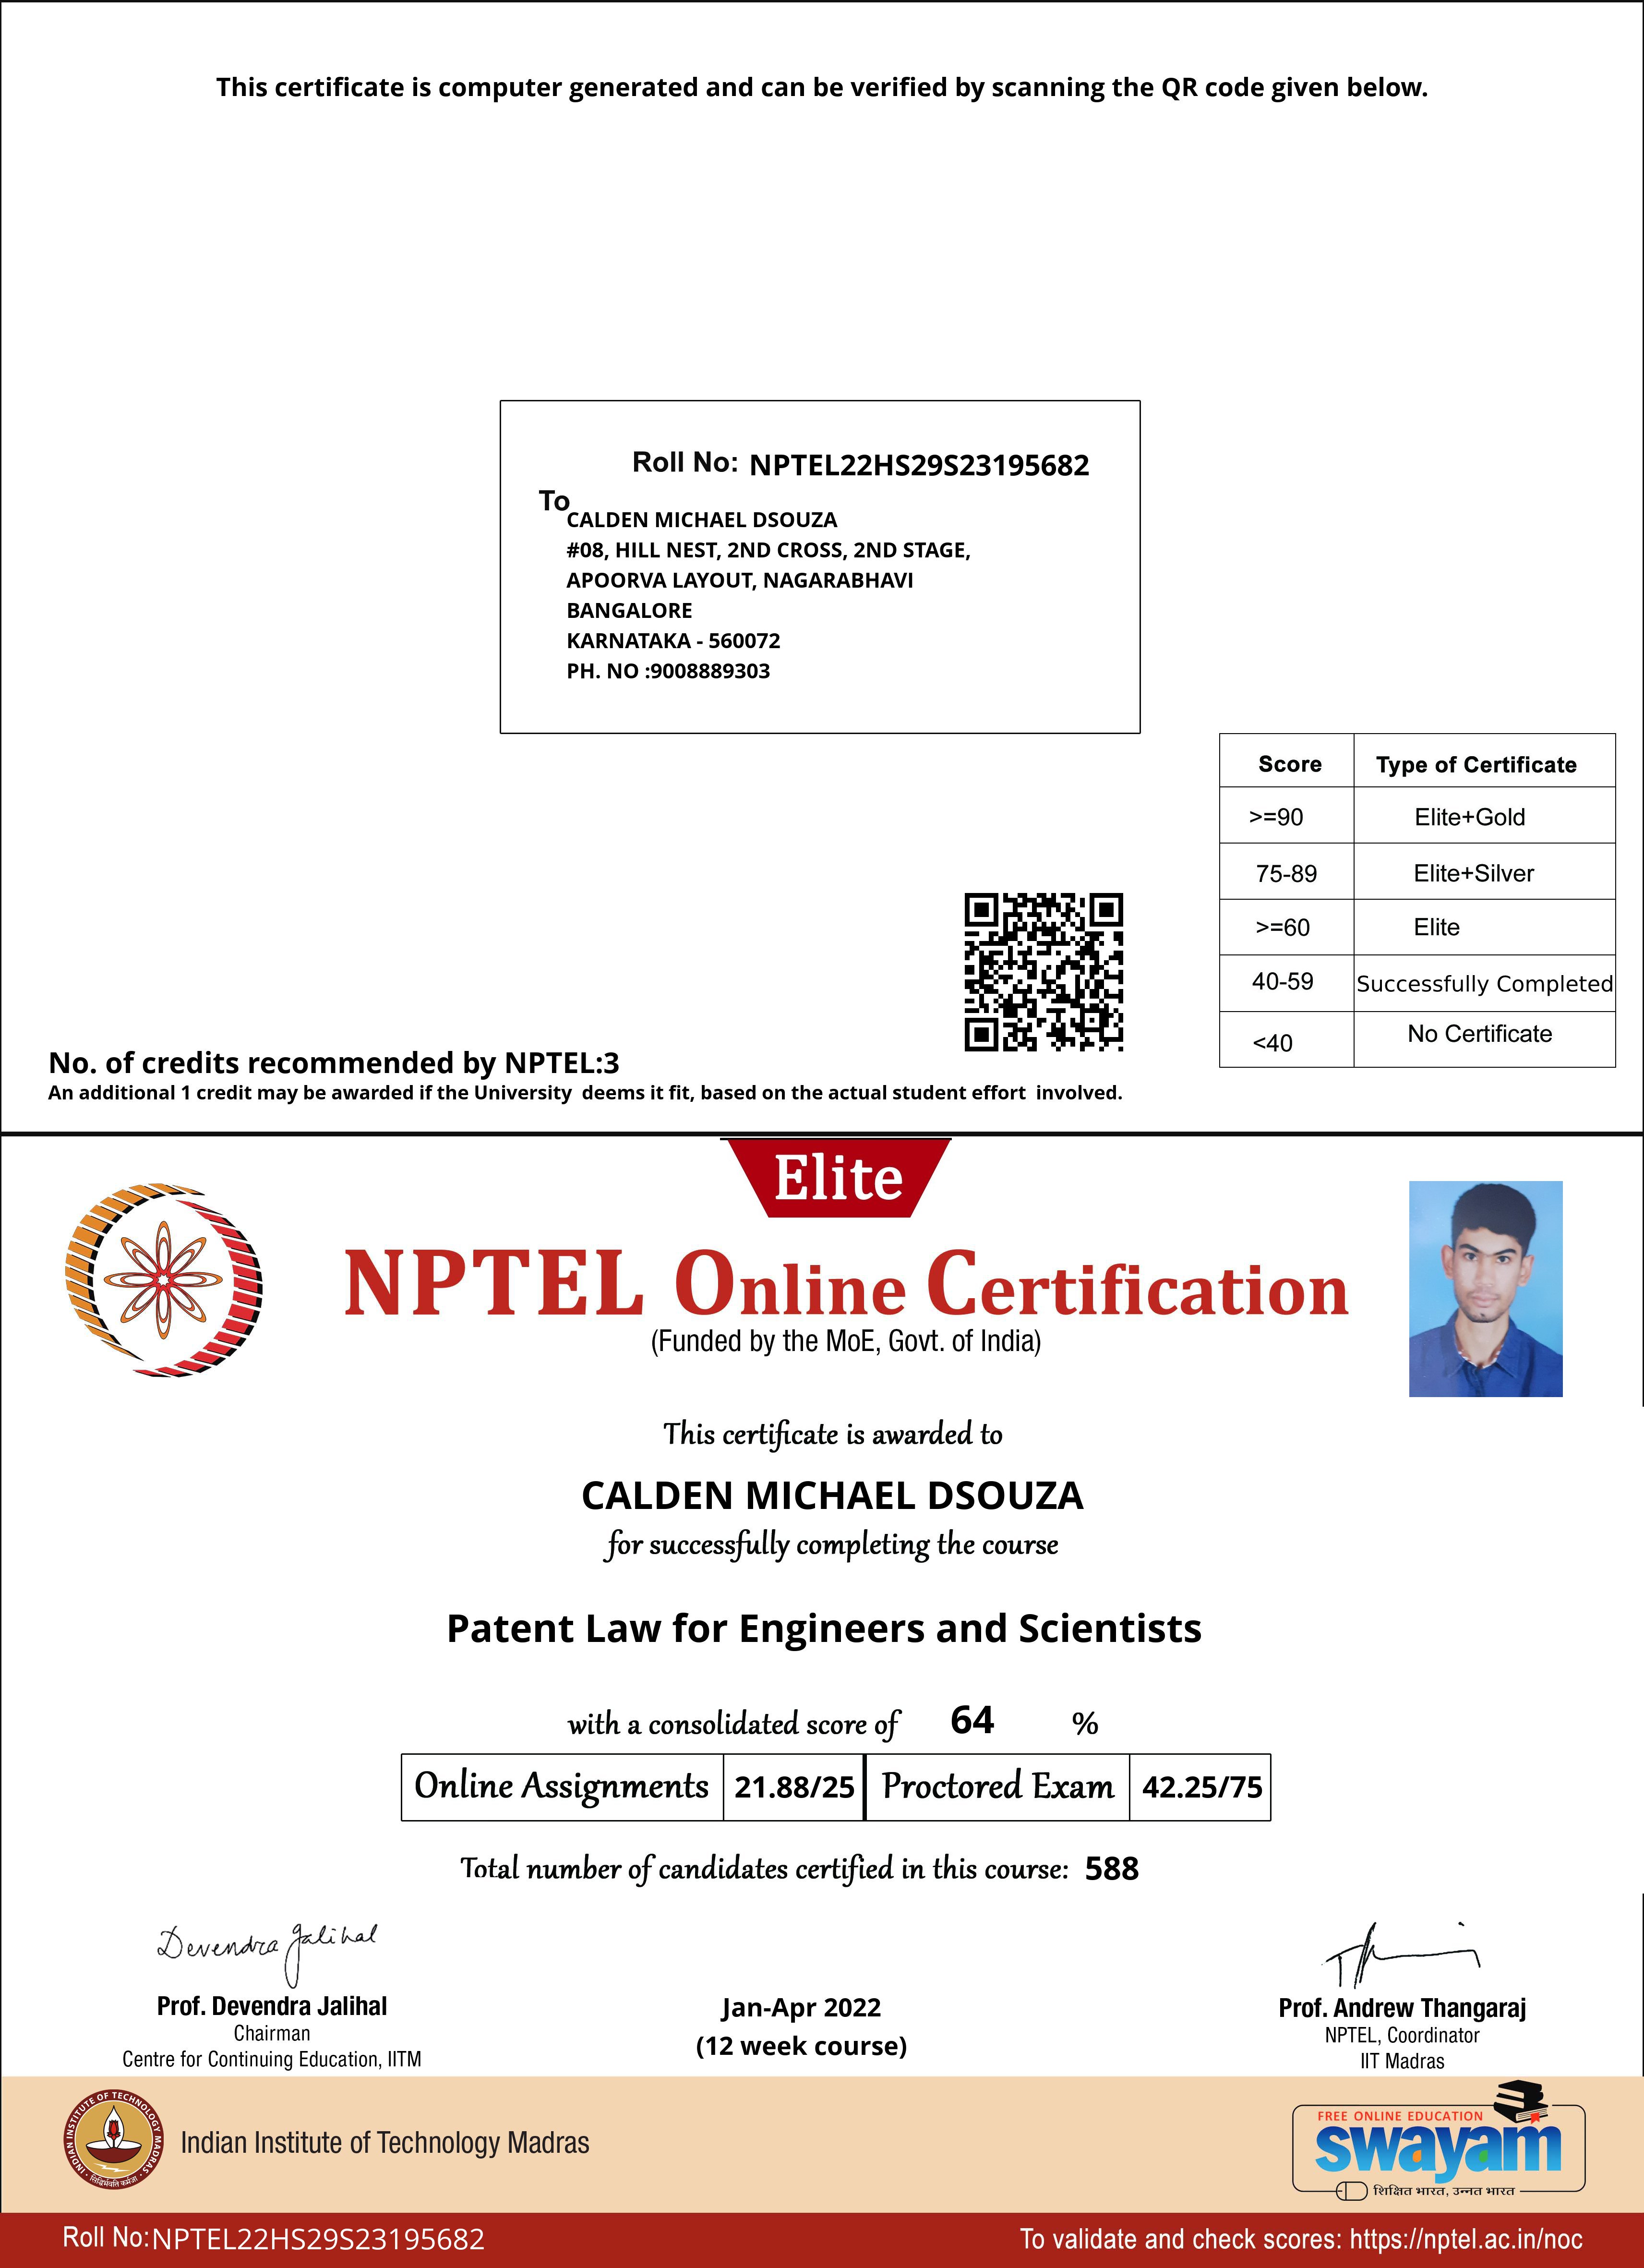 This certificate is computer generated and can be verified by scanning the QR code given below.
Roll No: NPTEL22HS29S23195682
To
CALDEN MICHAEL DSOUZA
#08, HILL NEST, 2ND CROSS, 2ND STAGE,
APOORVA LAYOUT, NAGARABHAVI
BANGALORE
KARNATAKA - 560072
PH. NO :9008889303
Score Type of Certificate
>=90 Elite+Gold
75-89 Elite+Silver
>=60 Elite
40-59 Successfully Completed
<40 No Certificate
No. of credits recommended by NPTEL:3
An additional 1 credit may be awarded if the University deems it fit, based on the actual student effort involved.
Elite
NPTEL Online Certification
(Funded by the MoE, Govt. of India)
This certificate is awarded to
CALDEN MICHAEL DSOUZA
for successfully completing the course
Patent Law for Engineers and Scientists
with a consolidated score of 64 %
Online Assignments 21.88/25 Proctored Exam 42.25/75
Total number of candidates certified in this course: 588
Devendra Jalihal
Prof. Devendra Jalihal
Chairman
Centre for Continuing Education, IITM
Jan-Apr 2022
(12 week course)
Prof. Andrew Thangaraj
NPTEL, Coordinator
IIT Madras
INDIAN INSTITUTE OF TECHNOLOGY MADRAS
सिद्धिर्भवति कर्मजा
Indian Institute of Technology Madras
FREE ONLINE EDUCATION
swayam
शिक्षित भारत, उन्नत भारत
Roll No:NPTEL22HS29S23195682
To validate and check scores: https://nptel.ac.in/noc